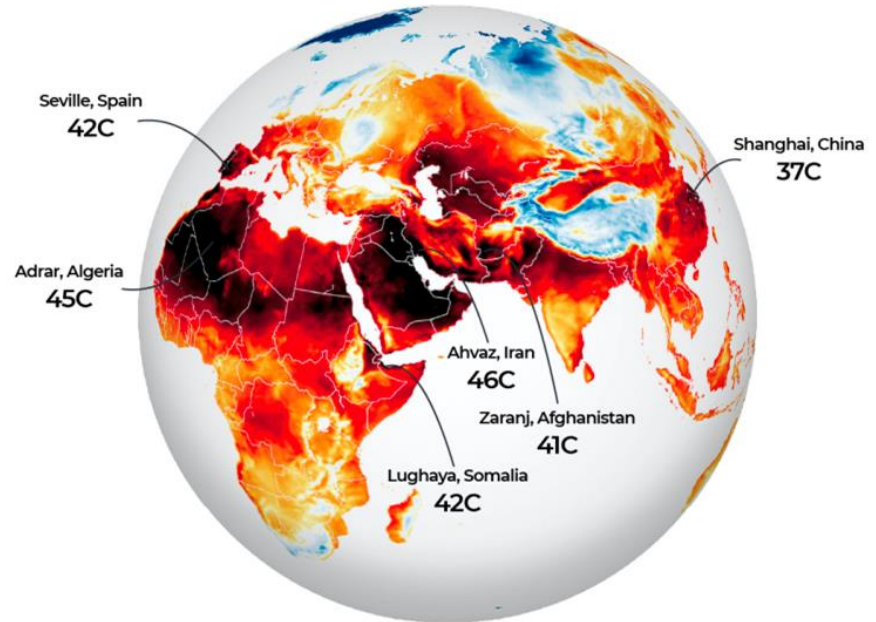 Seville, Spain
42C
Shanghai, China
37C
Adrar, Algeria
45C
Ahvaz, Iran
46C
Zaranj, Afghanistan
41C
Lughaya, Somalia
42C